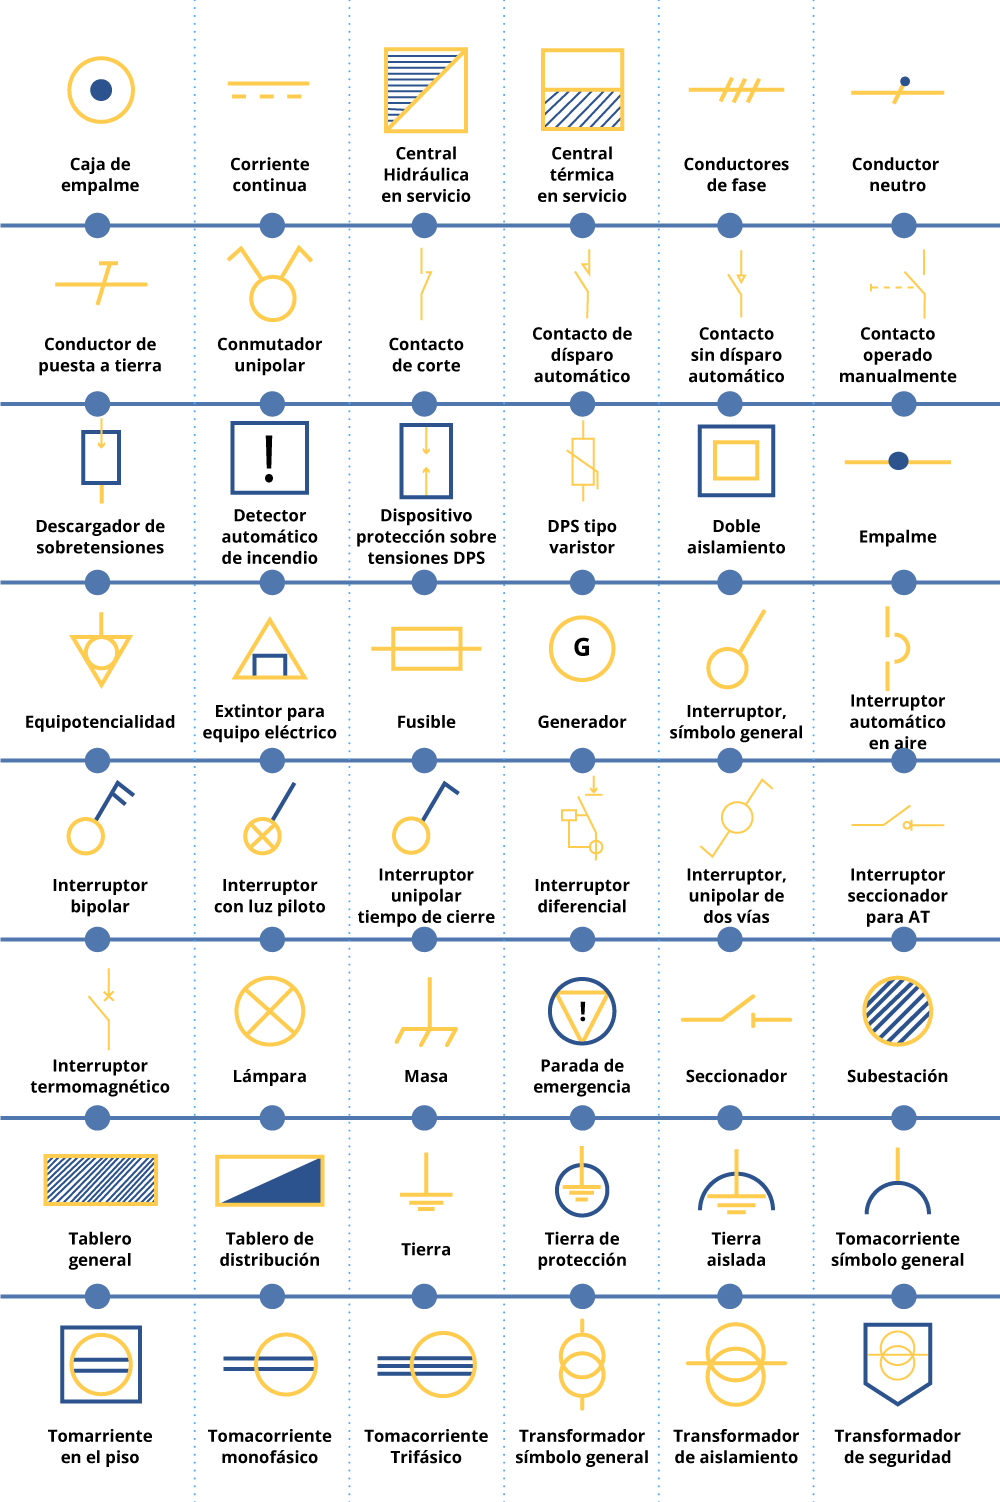 Caja de
empalme
Corriente
continua
Central
Hidráulica
en servicio
Central
térmica
en servicio
Conductores
de fase
Conductor
neutro
Conductor de
puesta a tierra
Conmutador
unipolar
Contacto
de corte
Contacto de
dísparo
automático
Contacto
sin dísparo
automático
Contacto
operado
manualmente
!
Descargador de
sobretensiones
Detector
automático
de incendio
Dispositivo
protección sobre
tensiones DPS
DPS tipo
varistor
Doble
aislamiento
Empalme
G
Equipotencialidad
Extintor para
equipo eléctrico
Fusible
Generador
Interruptor,
símbolo general
Interruptor
automático
en aire
Interruptor
bipolar
Interruptor
con luz piloto
Interruptor
unipolar
tiempo de cierre
Interruptor
diferencial
Interruptor,
unipolar de
dos vías
Interruptor
seccionador
para AT
!
Interruptor
termomagnético
Lámpara
Masa
Parada de
emergencia
Seccionador
Subestación
Tablero
general
Tablero de
distribución
Tierra
Tierra de
protección
Tierra
aislada
Tomacorriente
símbolo general
Tomarriente
en el piso
Tomacorriente
monofásico
Tomacorriente
Trifásico
Transformador
símbolo general
Transformador
de aislamiento
Transformador
de seguridad